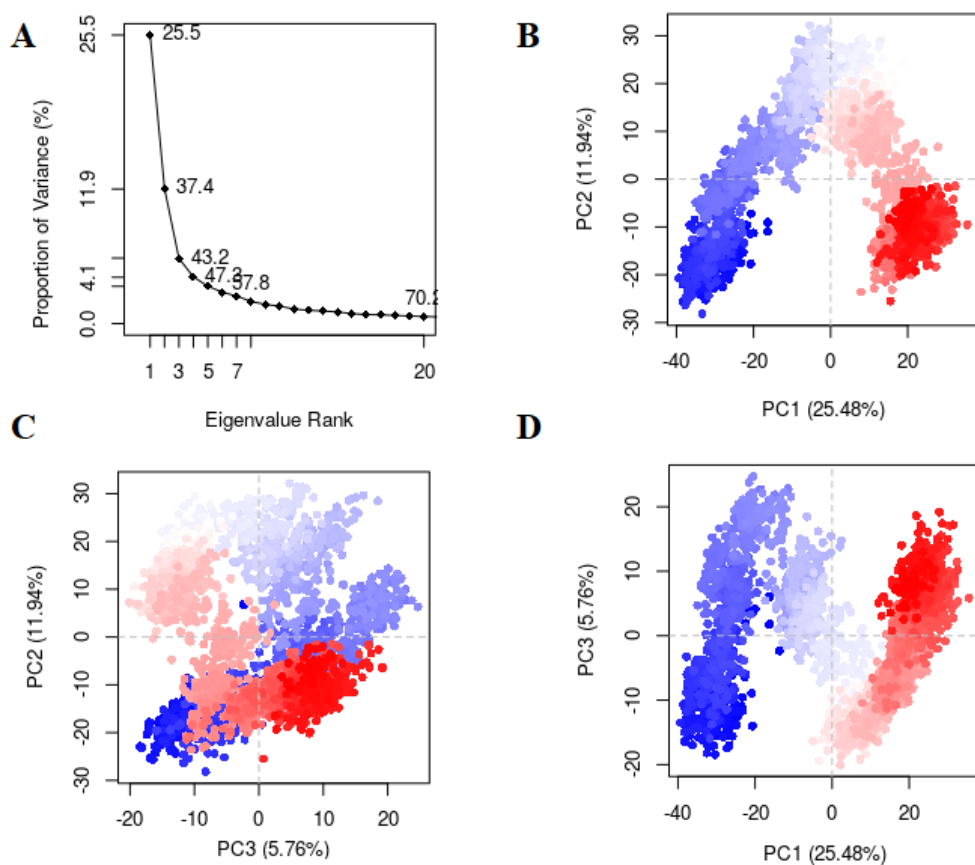 A
25.5
37.4
43.2
47.3
57.8
70.2
25.5
11.9
4.1
0.0
Proportion of Variance (%)
1 3 5 7 20
Eigenvalue Rank
B
30
20
10
0
-10
-20
-30
PC2 (11.94%)
-40 -20 0 20
PC1 (25.48%)
C
30
20
10
0
-10
-20
-30
PC2 (11.94%)
-20 -10 0 10 20
PC3 (5.76%)
D
20
10
0
-10
-20
PC3 (5.76%)
-40 -20 0 20
PC1 (25.48%)